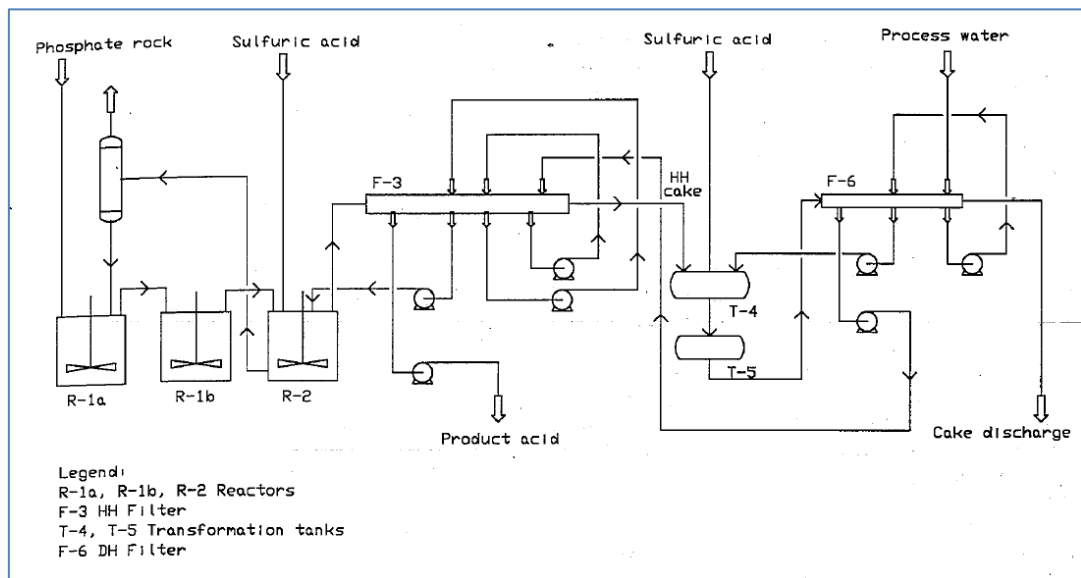 Phosphate rock
Sulfuric acid
Sulfuric acid
Process water
F-3
HH
cake
F-6
T-4
T-5
R-1a
R-1b
R-2
Product acid
Cake discharge
Legend:
R-1a, R-1b, R-2 Reactors
F-3 HH Filter
T-4, T-5 Transformation tanks
F-6 DH Filter